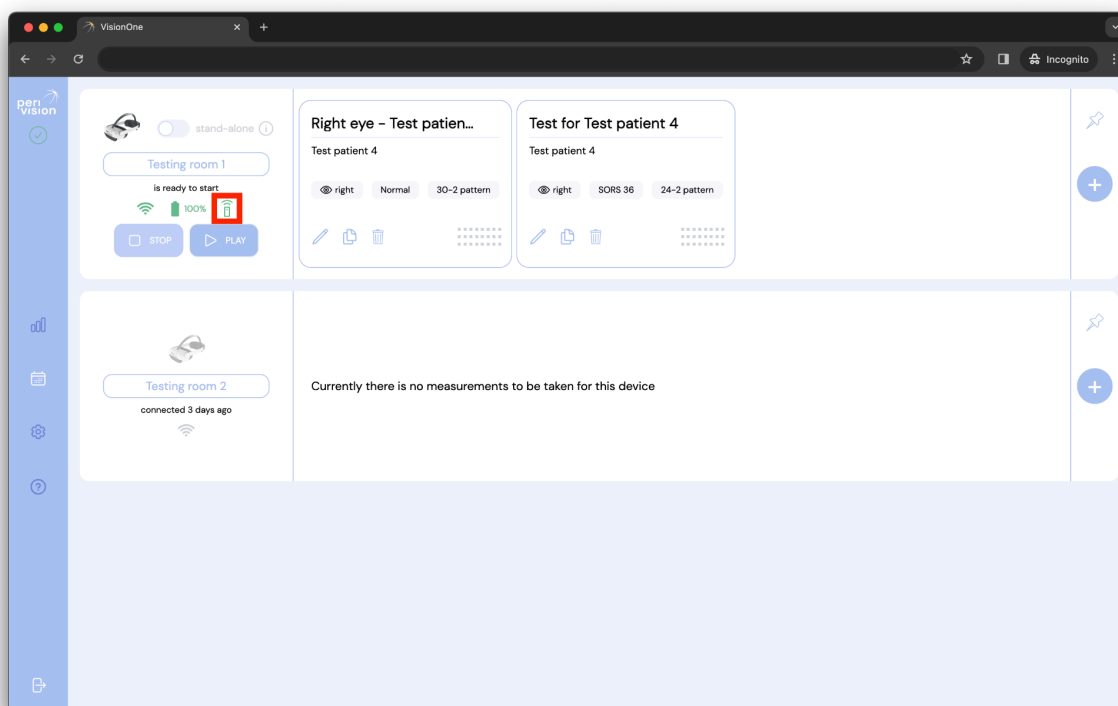 VisionOne
Incognito
peri
vision
stand-alone
Testing room 1
is ready to start
100%
STOP
PLAY
Right eye - Test patien...
Test patient 4
right
Normal
30-2 pattern
Test for Test patient 4
Test patient 4
right
SORS 36
24-2 pattern
Testing room 2
connected 3 days ago
Currently there is no measurements to be taken for this device